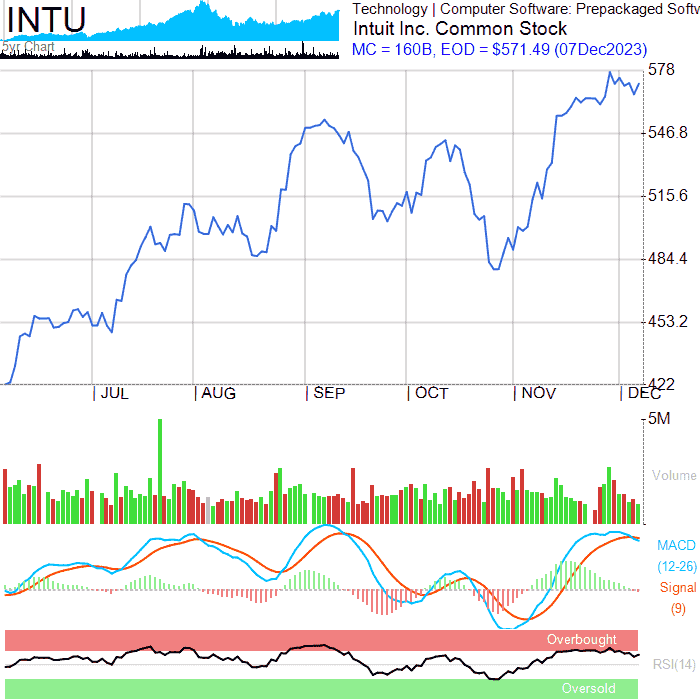 INTU
5yr Chart
Technology | Computer Software: Prepackaged Softw
Intuit Inc. Common Stock
MC = 160B, EOD = $571.49 (07Dec2023)
578
546.8
515.6
484.4
453.2
422
JUL AUG SEP OCT NOV DEC
5M
Volume
MACD
(12-26)
Signal
(9)
Overbought
RSI(14)
Oversold